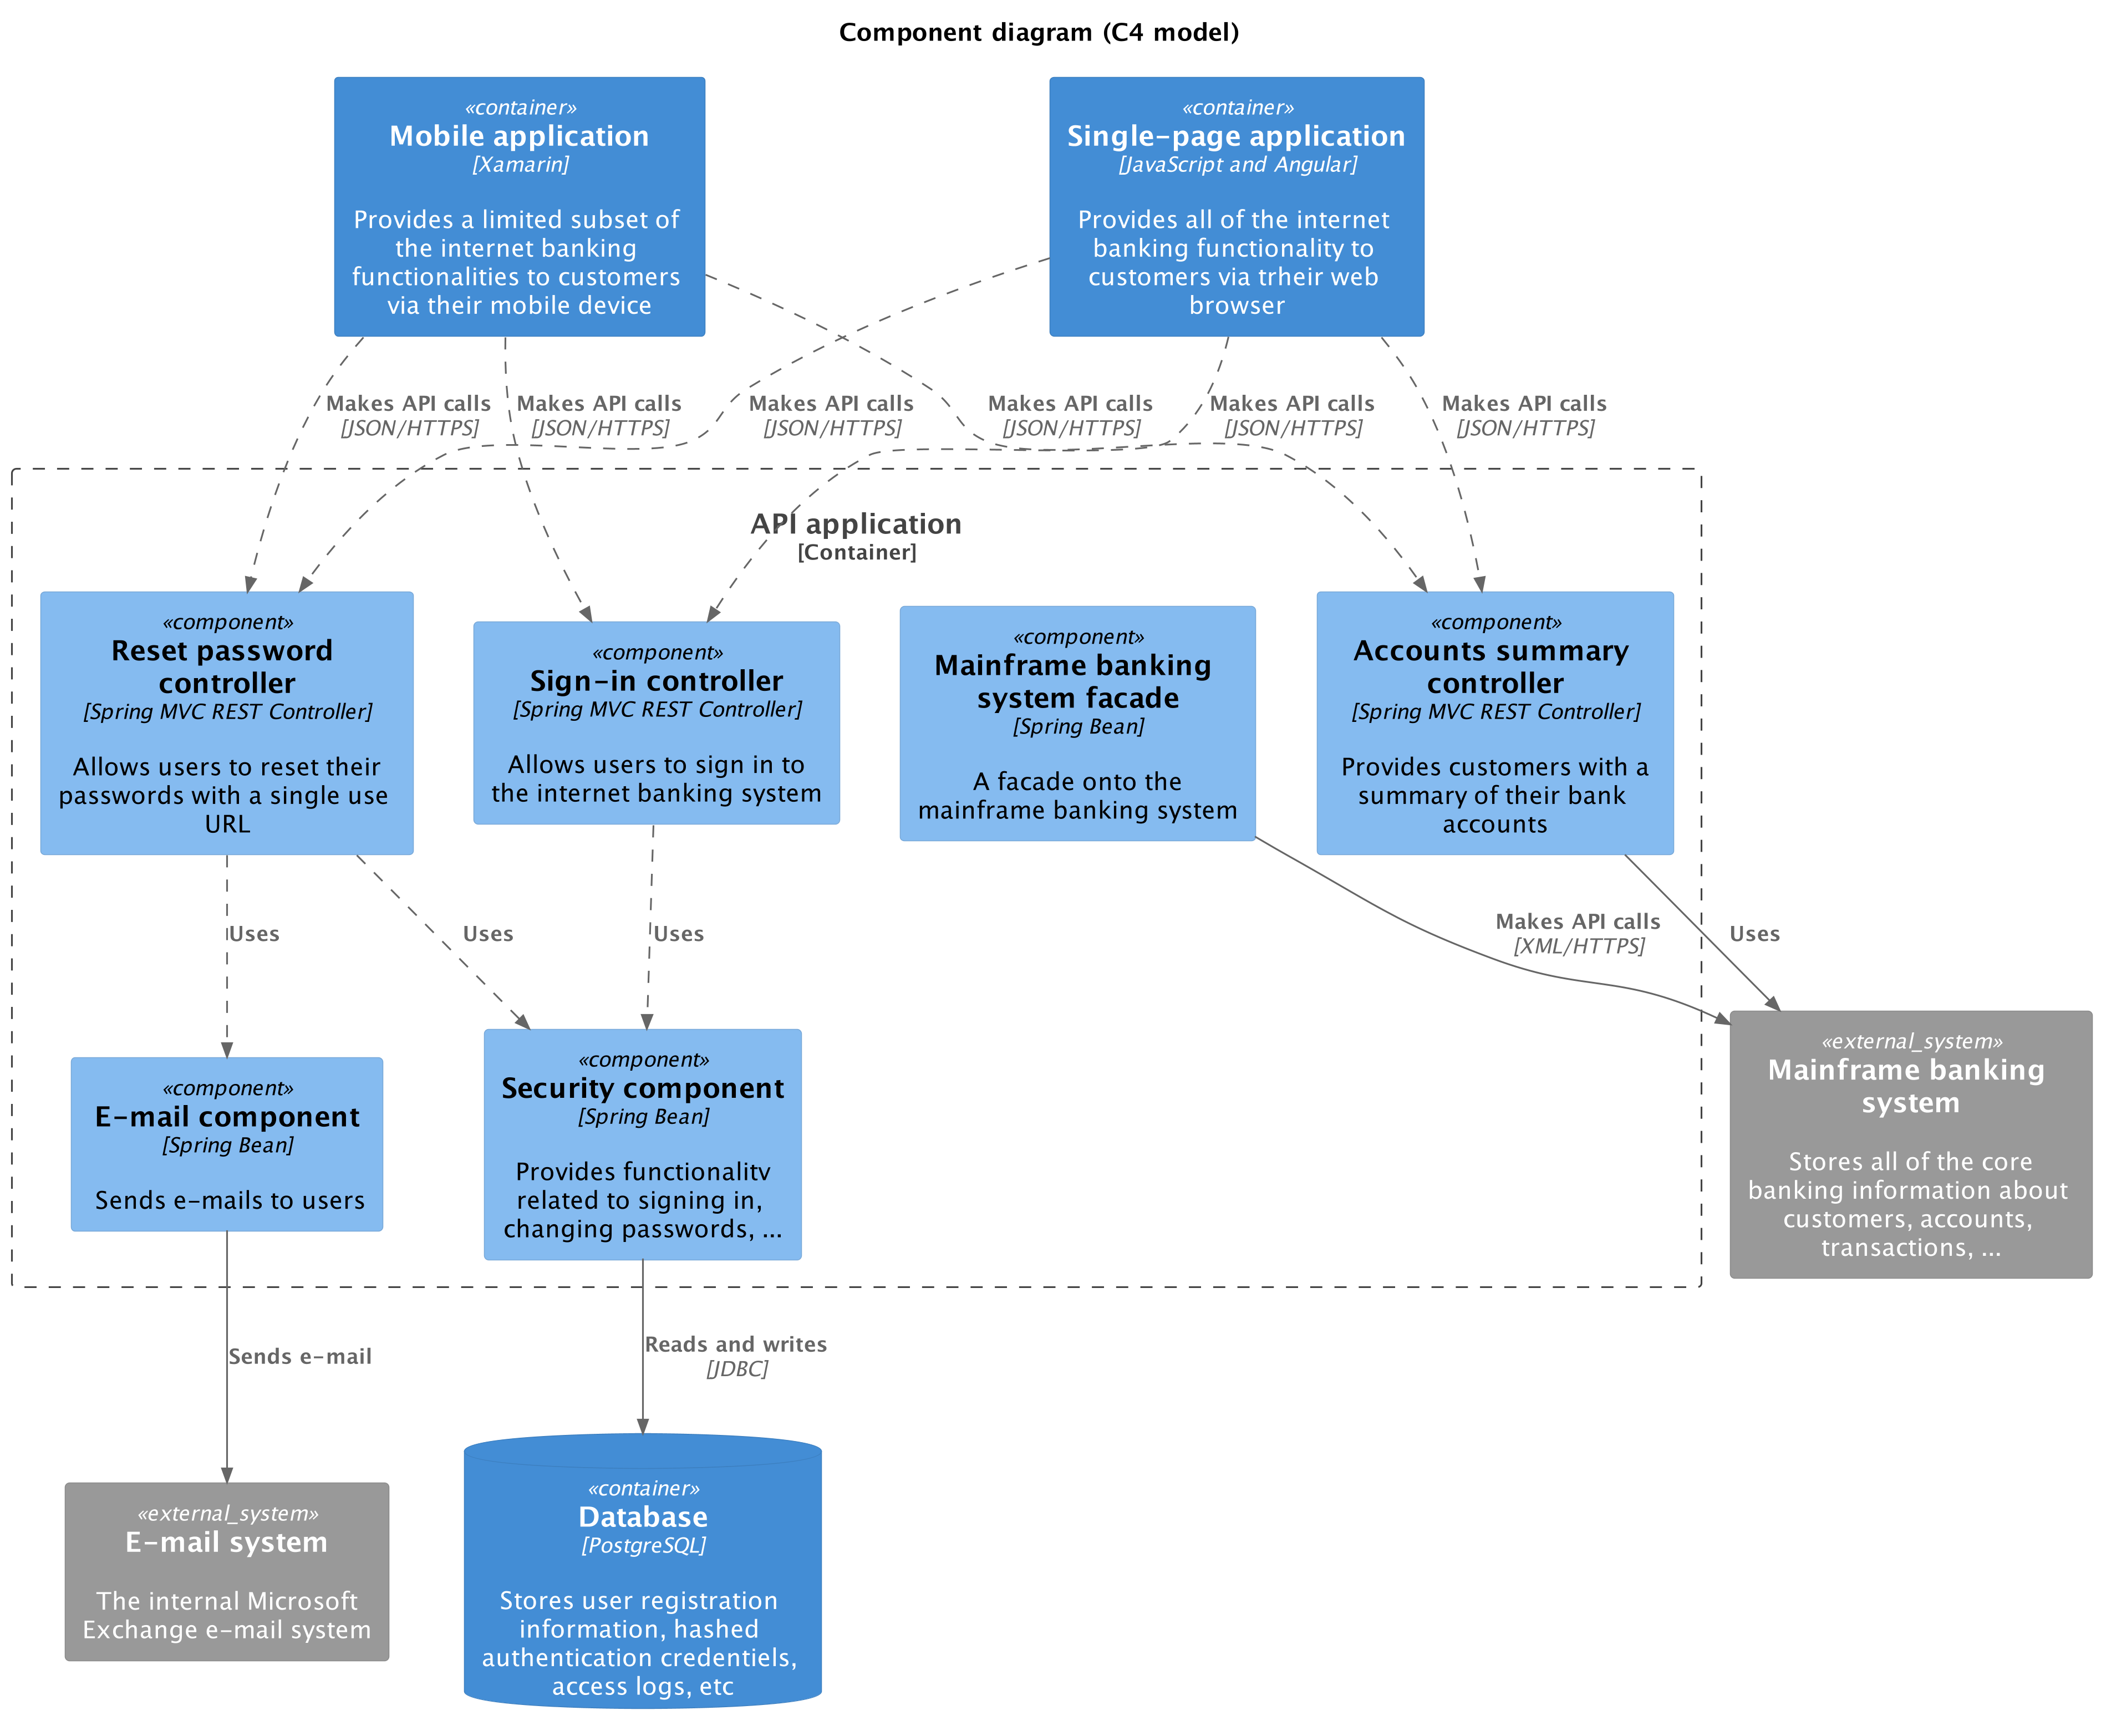 Component diagram (C4 model)
«container»
Mobile application
[Xamarin]
Provides a limited subset of
the internet banking
functionalities to customers
via their mobile device
«container»
Single-page application
[JavaScript and Angular]
Provides all of the internet
banking functionality to
customers via trheir web
browser
Makes API calls
[JSON/HTTPS]
Makes API calls
[JSON/HTTPS]
Makes API calls
[JSON/HTTPS]
Makes API calls
[JSON/HTTPS]
Makes API calls
[JSON/HTTPS]
Makes API calls
[JSON/HTTPS]
API application
[Container]
«component»
Reset password
controller
[Spring MVC REST Controller]
Allows users to reset their
passwords with a single use
URL
«component»
Sign-in controller
[Spring MVC REST Controller]
Allows users to sign in to
the internet banking system
«component»
Mainframe banking
system facade
[Spring Bean]
A facade onto the
mainframe banking system
«component»
Accounts summary
controller
[Spring MVC REST Controller]
Provides customers with a
summary of their bank
accounts
Uses
Uses
Uses
Makes API calls
[XML/HTTPS]
Uses
«component»
E-mail component
[Spring Bean]
Sends e-mails to users
«component»
Security component
[Spring Bean]
Provides functionality
related to signing in,
changing passwords, ...
«external_system»
Mainframe banking
system
Stores all of the core
banking information about
customers, accounts,
transactions, ...
Sends e-mail
Reads and writes
[JDBC]
«external_system»
E-mail system
The internal Microsoft
Exchange e-mail system
«container»
Database
[PostgreSQL]
Stores user registration
information, hashed
authentication credentiels,
access logs, etc